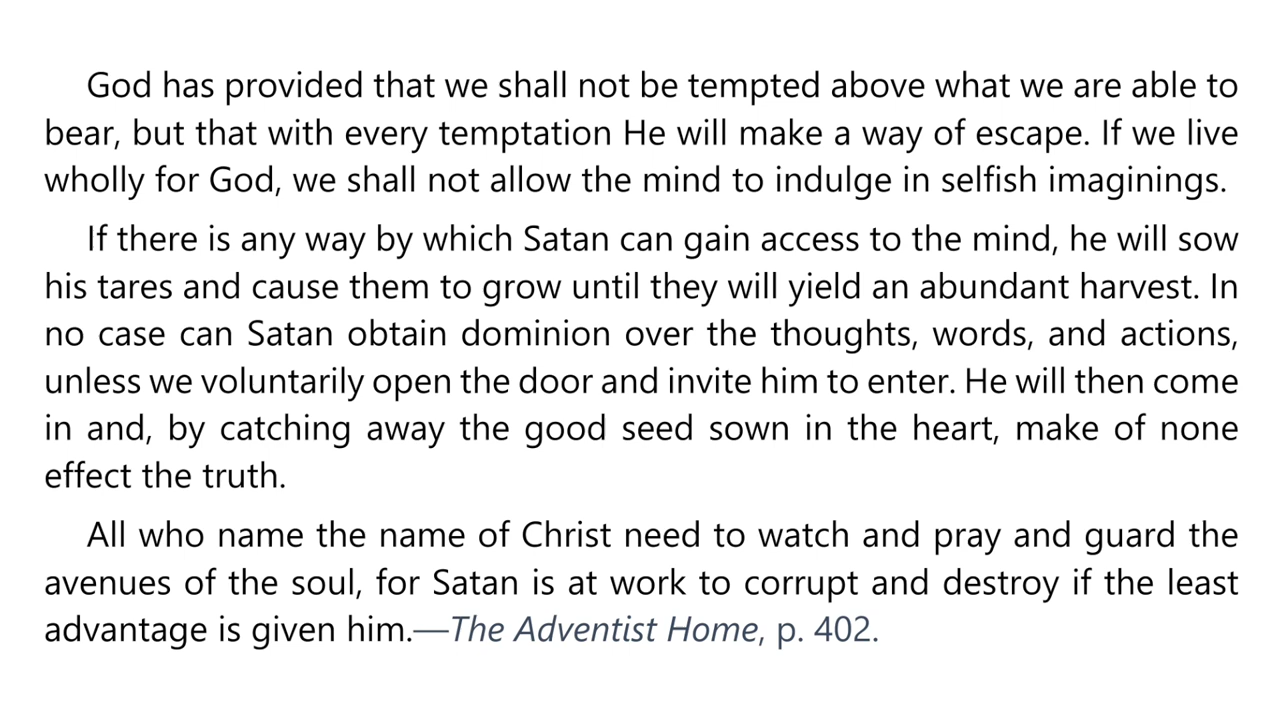 God has provided that we shall not be tempted above what we are able to
bear, but that with every temptation He will make a way of escape. If we live
wholly for God, we shall not allow the mind to indulge in selfish imaginings.
If there is any way by which Satan can gain access to the mind, he will sow
his tares and cause them to grow until they will yield an abundant harvest. In
no case can Satan obtain dominion over the thoughts, words, and actions,
unless we voluntarily open the door and invite him to enter. He will then come
in and, by catching away the good seed sown in the heart, make of none
effect the truth.
All who name the name of Christ need to watch and pray and guard the
avenues of the soul, for Satan is at work to corrupt and destroy if the least
advantage is given him.—The Adventist Home, p. 402.